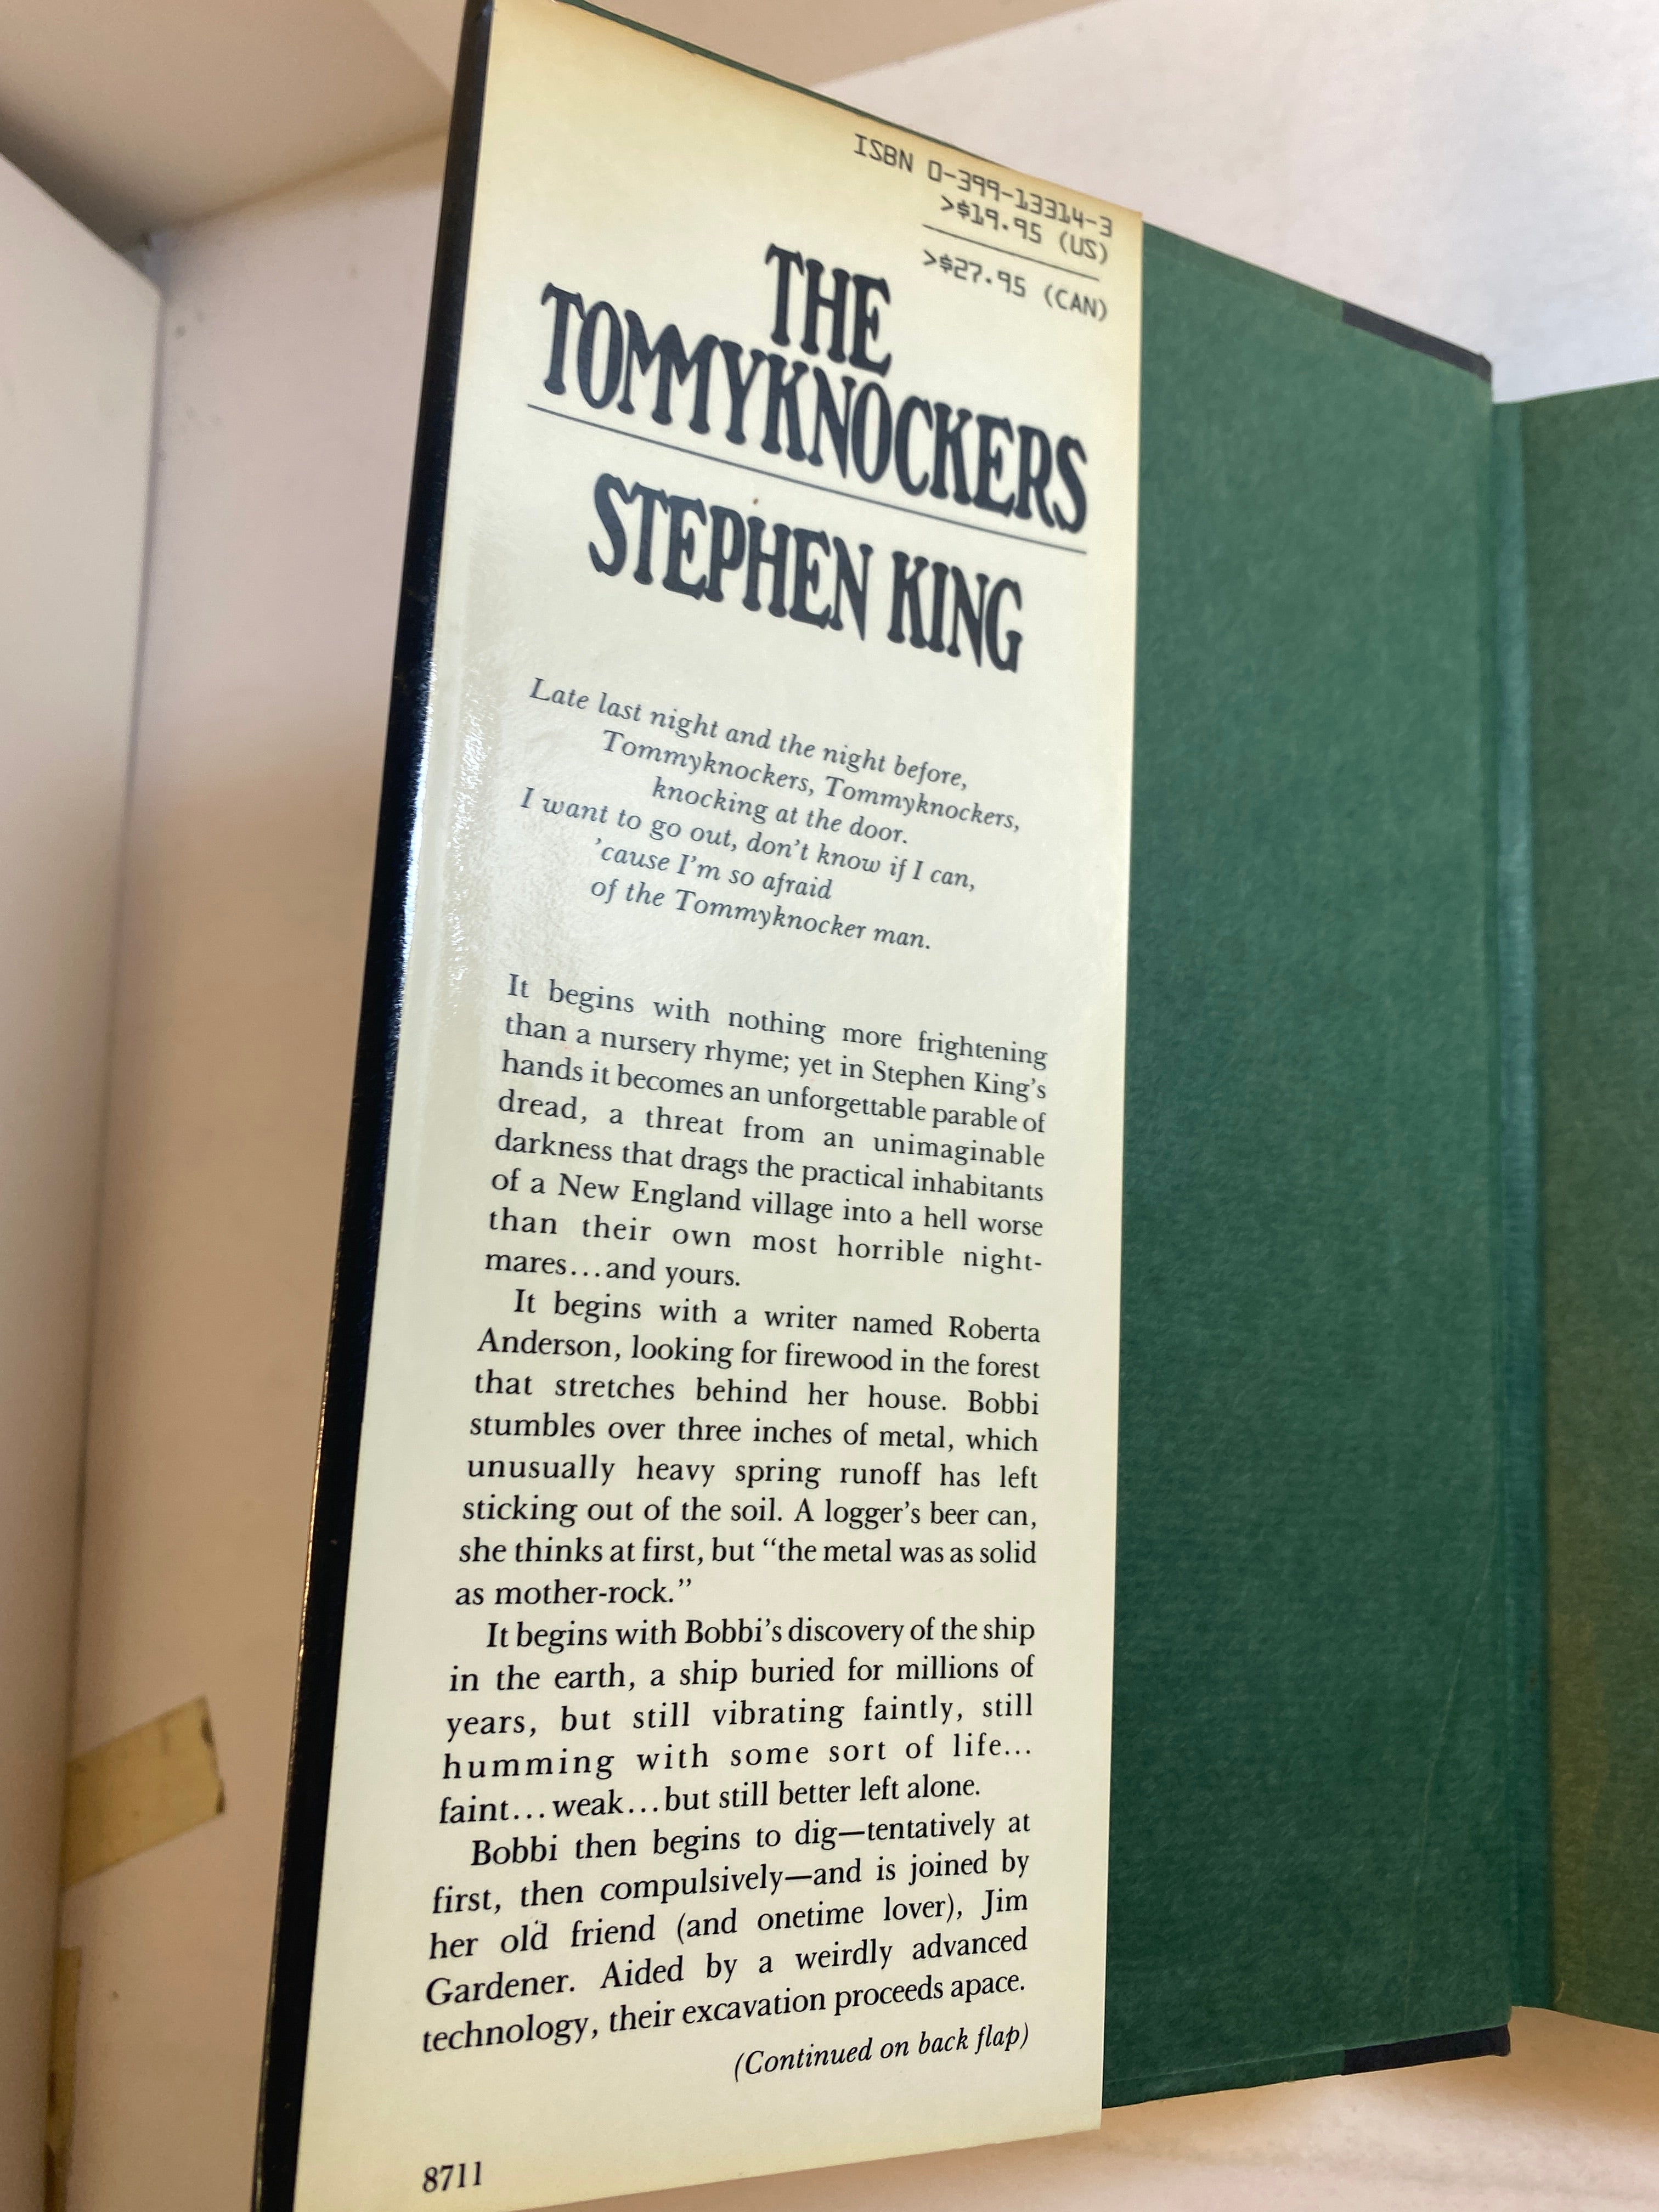 ISBN 0-399-13314-3
>$19.95 (US)
>$27.95 (CAN)
THE
TOMMYKNOCKERS
STEPHEN KING
Late last night and the night before,
Tommyknockers, Tommyknockers,
knocking at the door.
I want to go out, don't know if I can,
'cause I'm so afraid
of the Tommyknocker man.
It begins with nothing more frightening
than a nursery rhyme; yet in Stephen King's
hands it becomes an unforgettable parable of
dread, a threat from an unimaginable
darkness that drags the practical inhabitants
of a New England village into a hell worse
than their own most horrible night-
mares...and yours.
It begins with a writer named Roberta
Anderson, looking for firewood in the forest
that stretches behind her house. Bobbi
stumbles over three inches of metal, which
unusually heavy spring runoff has left
sticking out of the soil. A logger's beer can,
she thinks at first, but “the metal was as solid
as mother-rock.”
It begins with Bobbi's discovery of the ship
in the earth, a ship buried for millions of
years, but still vibrating faintly, still
humming with some sort of life...
faint...weak...but still better left alone.
Bobbi then begins to dig—tentatively at
first, then compulsively—and is joined by
her old friend (and onetime lover), Jim
Gardener. Aided by a weirdly advanced
technology, their excavation proceeds apace.
(Continued on back flap)
8711